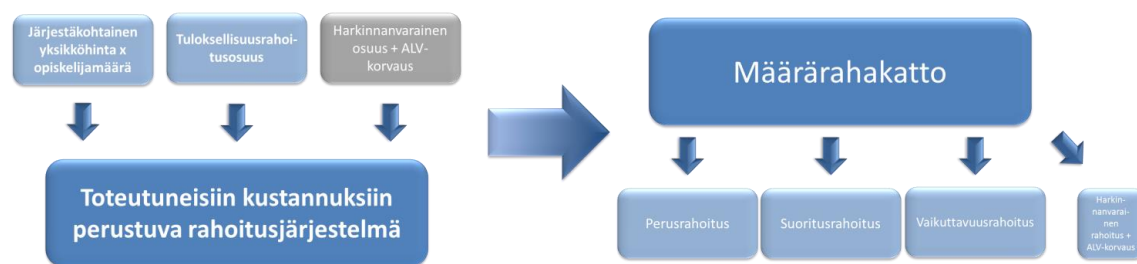 Järjestäkohtainen
yksikköhinta x
opiskelijamäärä
Tuloksellisuusrahoi-
tusosuus
Harkinnanvarainen
osuus + ALV-
korvaus
Toteutuneisiin kustannuksiin
perustuva rahoitusjärjestelmä
Määrärahakatto
Perusrahoitus
Suoritusrahoitus
Vaikuttavuusrahoitus
Harkin-
nanvarai-
nen
rahoitus +
ALV-korvaus